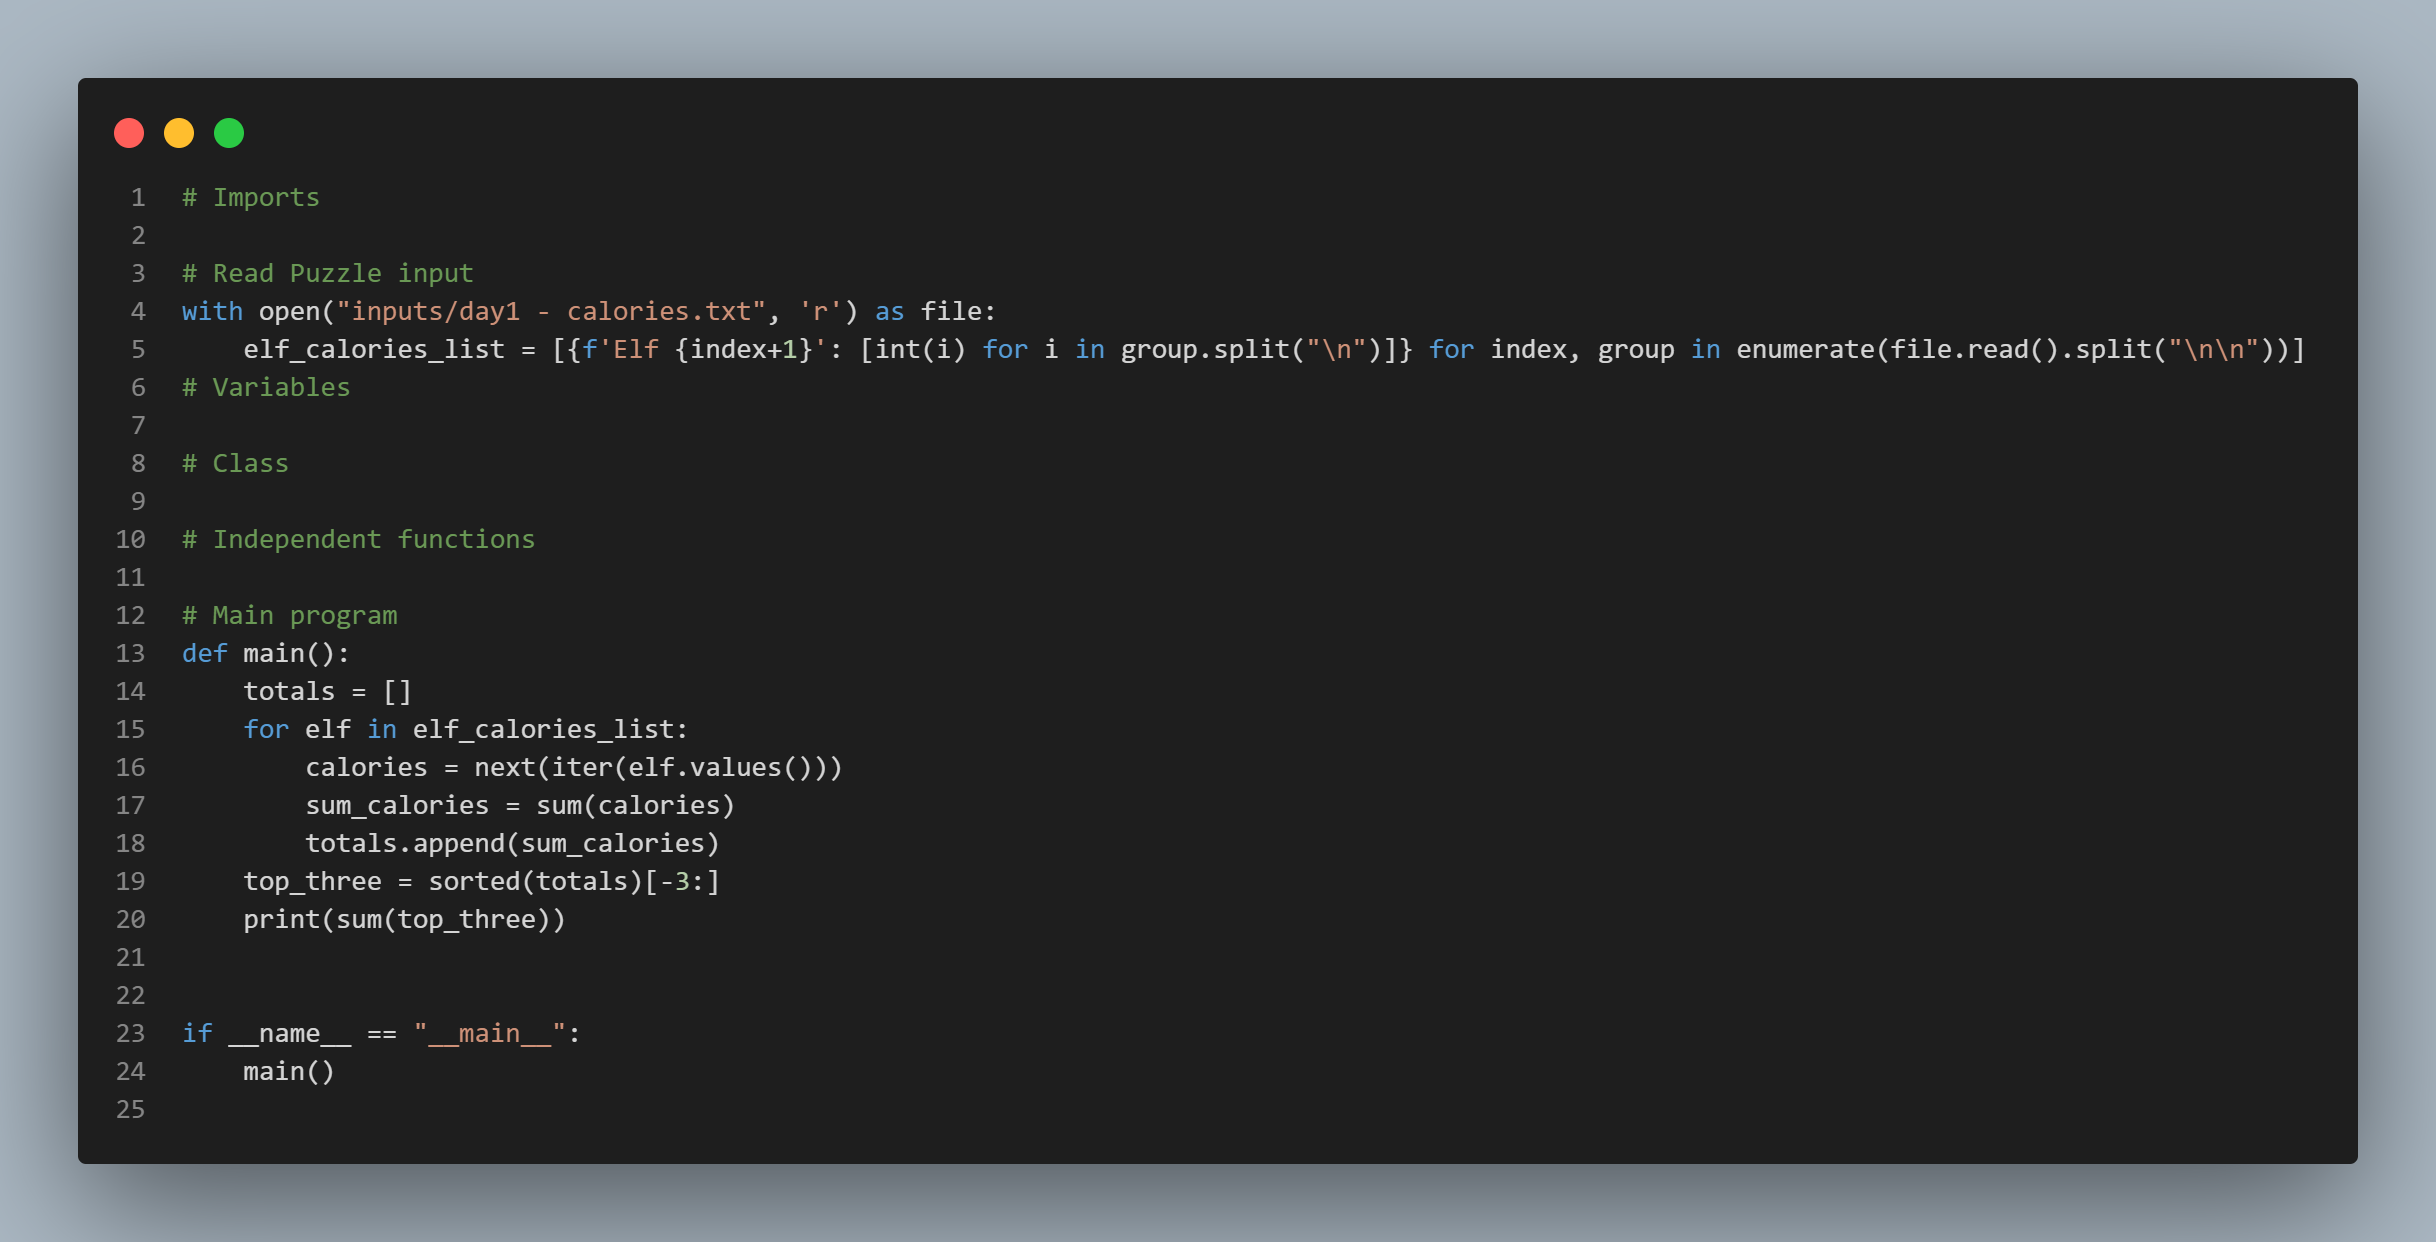 1 # Imports
2
3 # Read Puzzle input
4 with open("inputs/day1 - calories.txt", 'r') as file:
5     elf_calories_list = [{f'Elf {index+1}': [int(i) for i in group.split("\n")]} for index, group in enumerate(file.read().split("\n\n"))]
6 # Variables
7
8 # Class
9
10 # Independent functions
11
12 # Main program
13 def main():
14     totals = []
15     for elf in elf_calories_list:
16         calories = next(iter(elf.values()))
17         sum_calories = sum(calories)
18         totals.append(sum_calories)
19     top_three = sorted(totals)[-3:]
20     print(sum(top_three))
21
22
23 if __name__ == "__main__":
24     main()
25